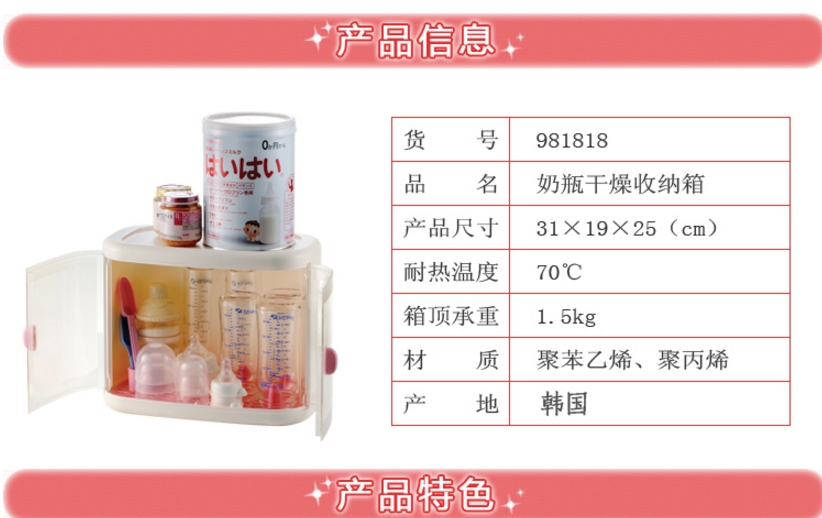 产品信息
货号 981818
品名 奶瓶干燥收纳箱
产品尺寸 31×19×25（cm）
耐热温度 70℃
箱顶承重 1.5kg
材质 聚苯乙烯、聚丙烯
产地 韩国
0か月
はいはい
产品特色